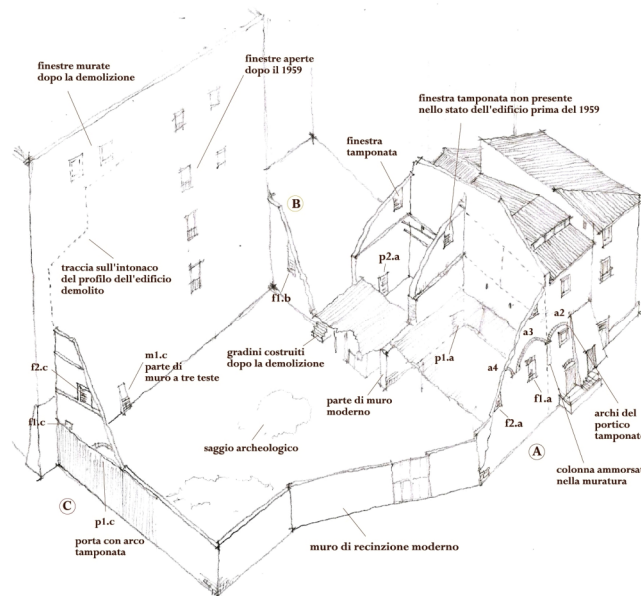 finestre murate
dopo la demolizione
finestre aperte
dopo il 1959
finestra tamponata non presente
nello stato dell'edificio prima del 1959
finestra
tamponata
B
p2.a
traccia sull'intonaco
del profilo dell'edificio
demolito
f1.b
a2
a3
f2.c
m1.c
parte di
muro a tre teste
gradini costruiti
dopo la demolizione
p1.a
a4
f1.a
parte di muro
moderno
f1.c
f2.a
archi del
portico
tamponato
saggio archeologico
A
colonna ammorsat
nella muratura
C
p1.c
porta con arco
tamponata
muro di recinzione moderno